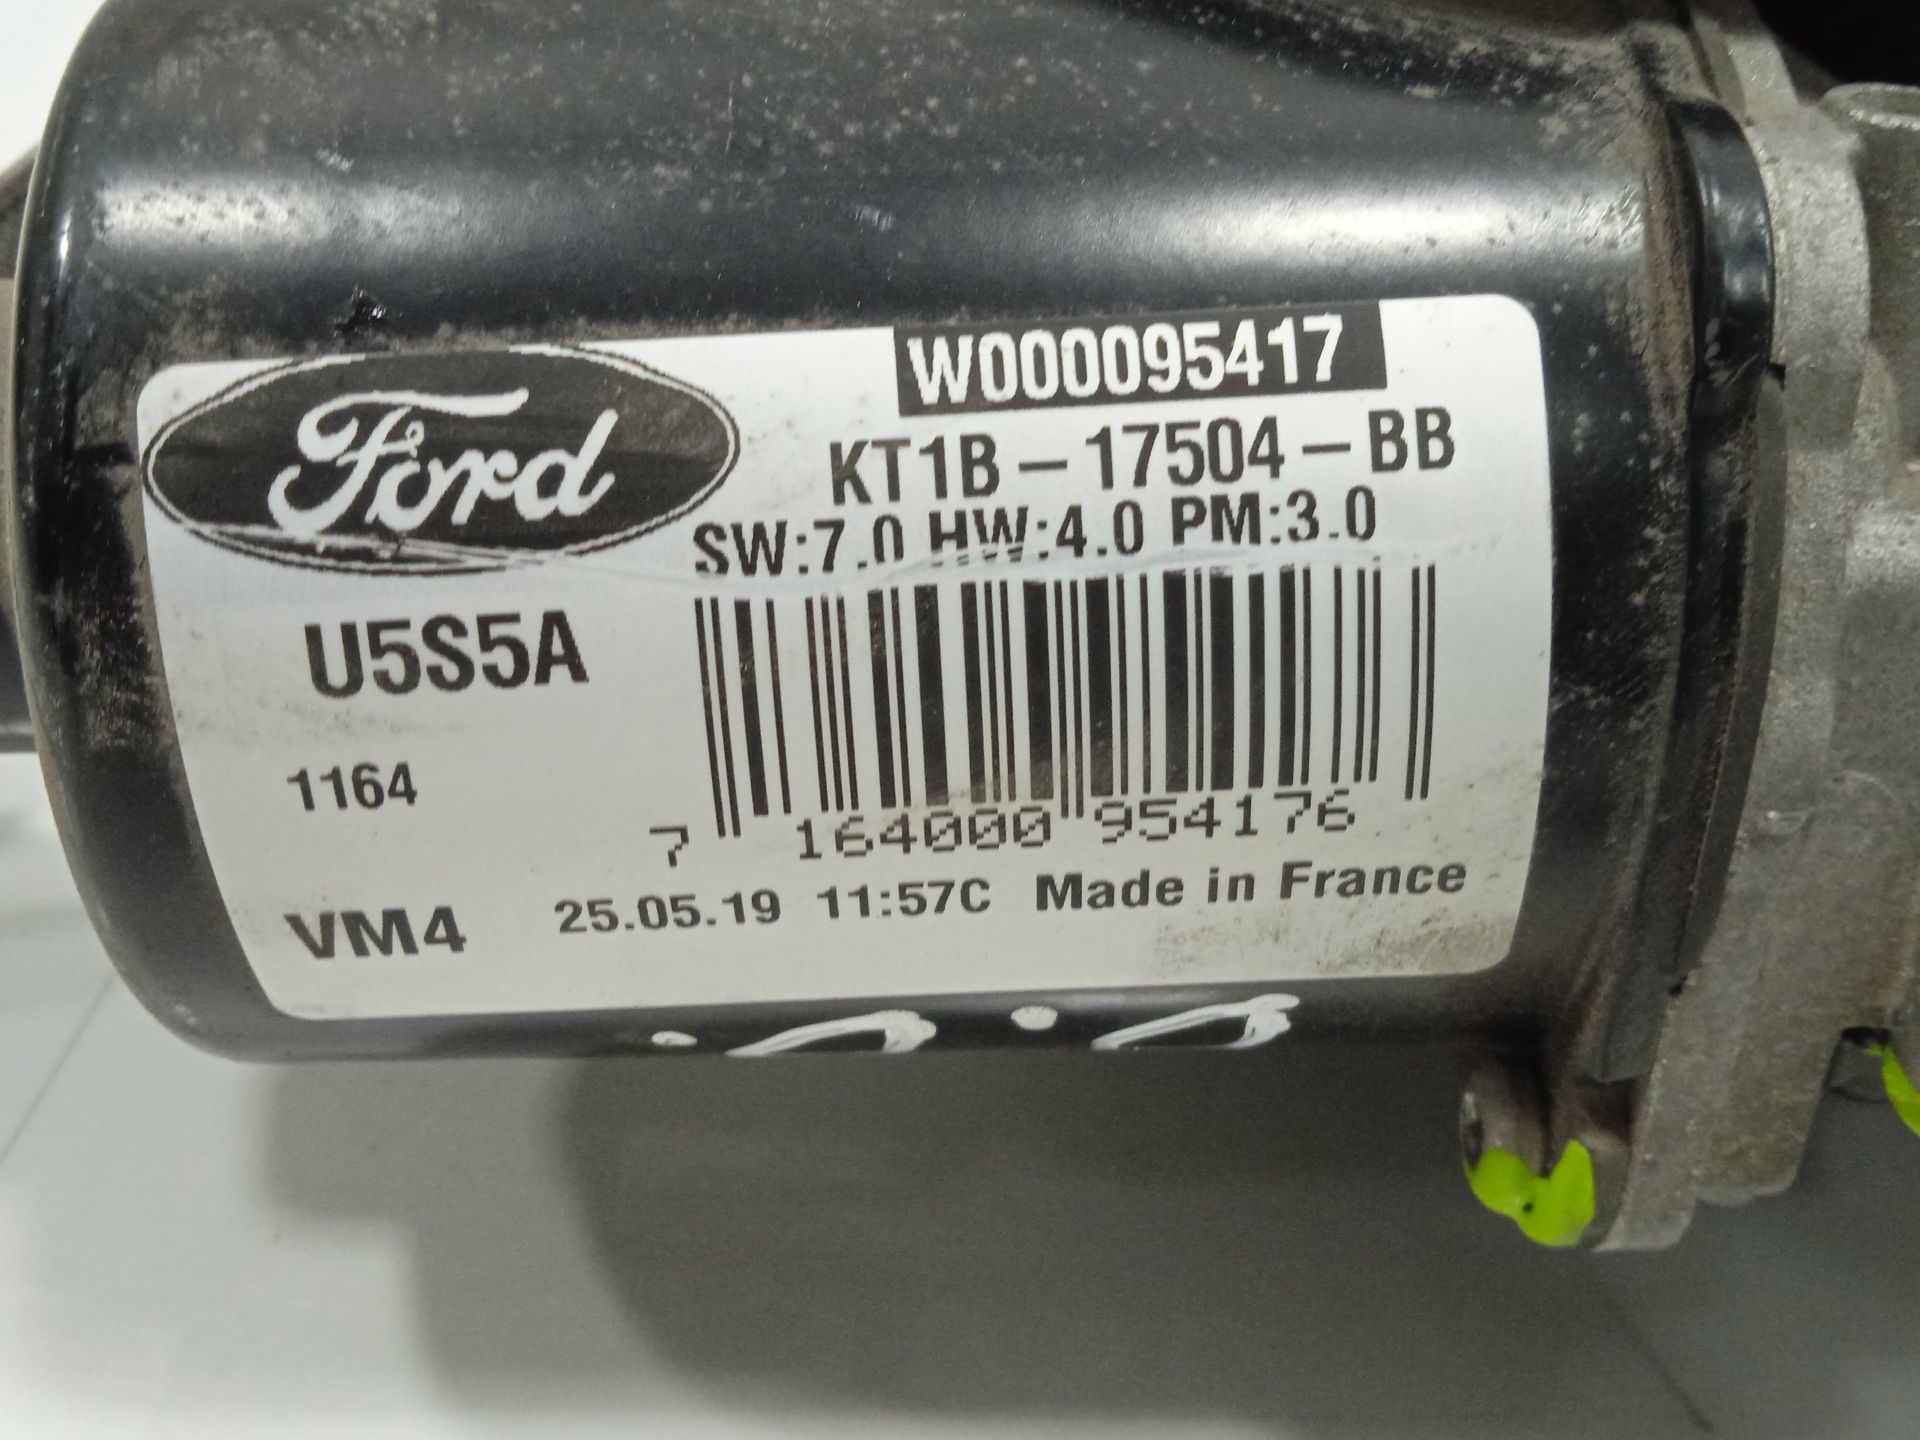 Ford
W000095417
KT1B-17504-BB
SW:7.0 HW:4.0 PM:3.0
U5S5A
1164
7 164000 954176
VM4 25.05.19 11:57C Made in France